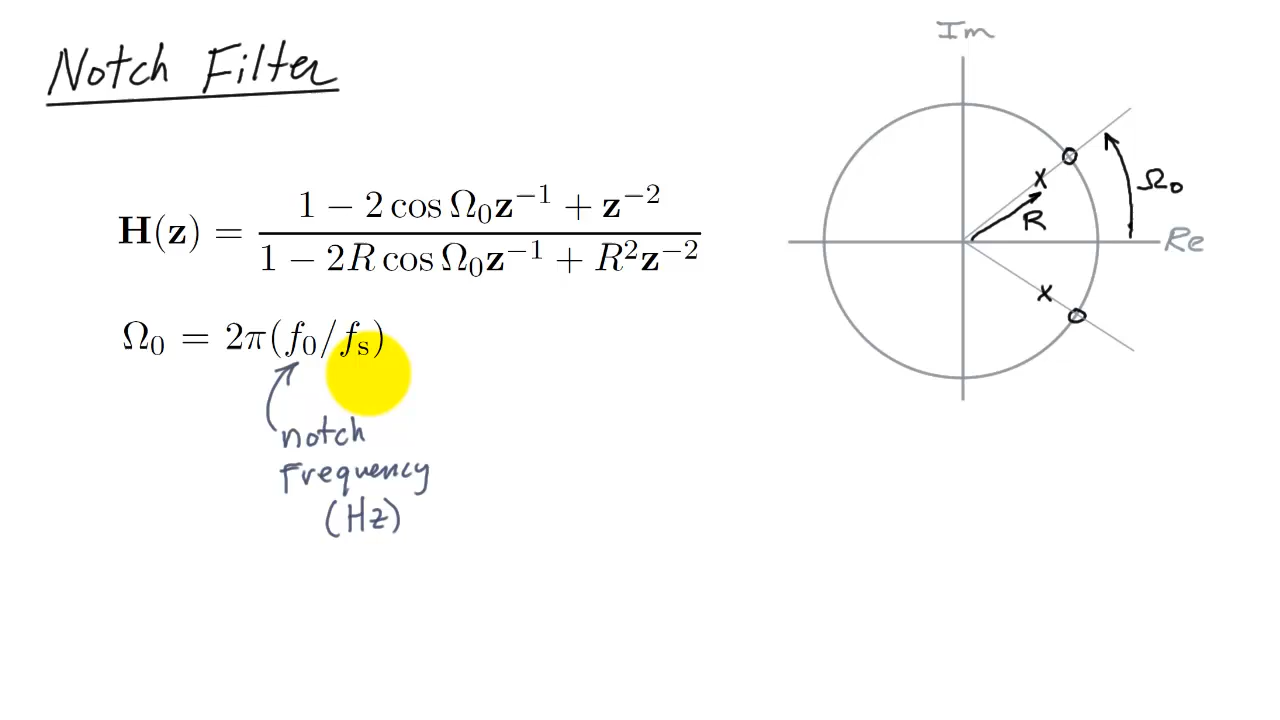 Notch Filter
H(z) = (1 − 2 cos Ω₀z⁻¹ + z⁻²) / (1 − 2R cos Ω₀z⁻¹ + R²z⁻²)
Ω₀ = 2π(f₀/fₛ)
notch
Frequency
(Hz)
Im
Ω₀
R
Re